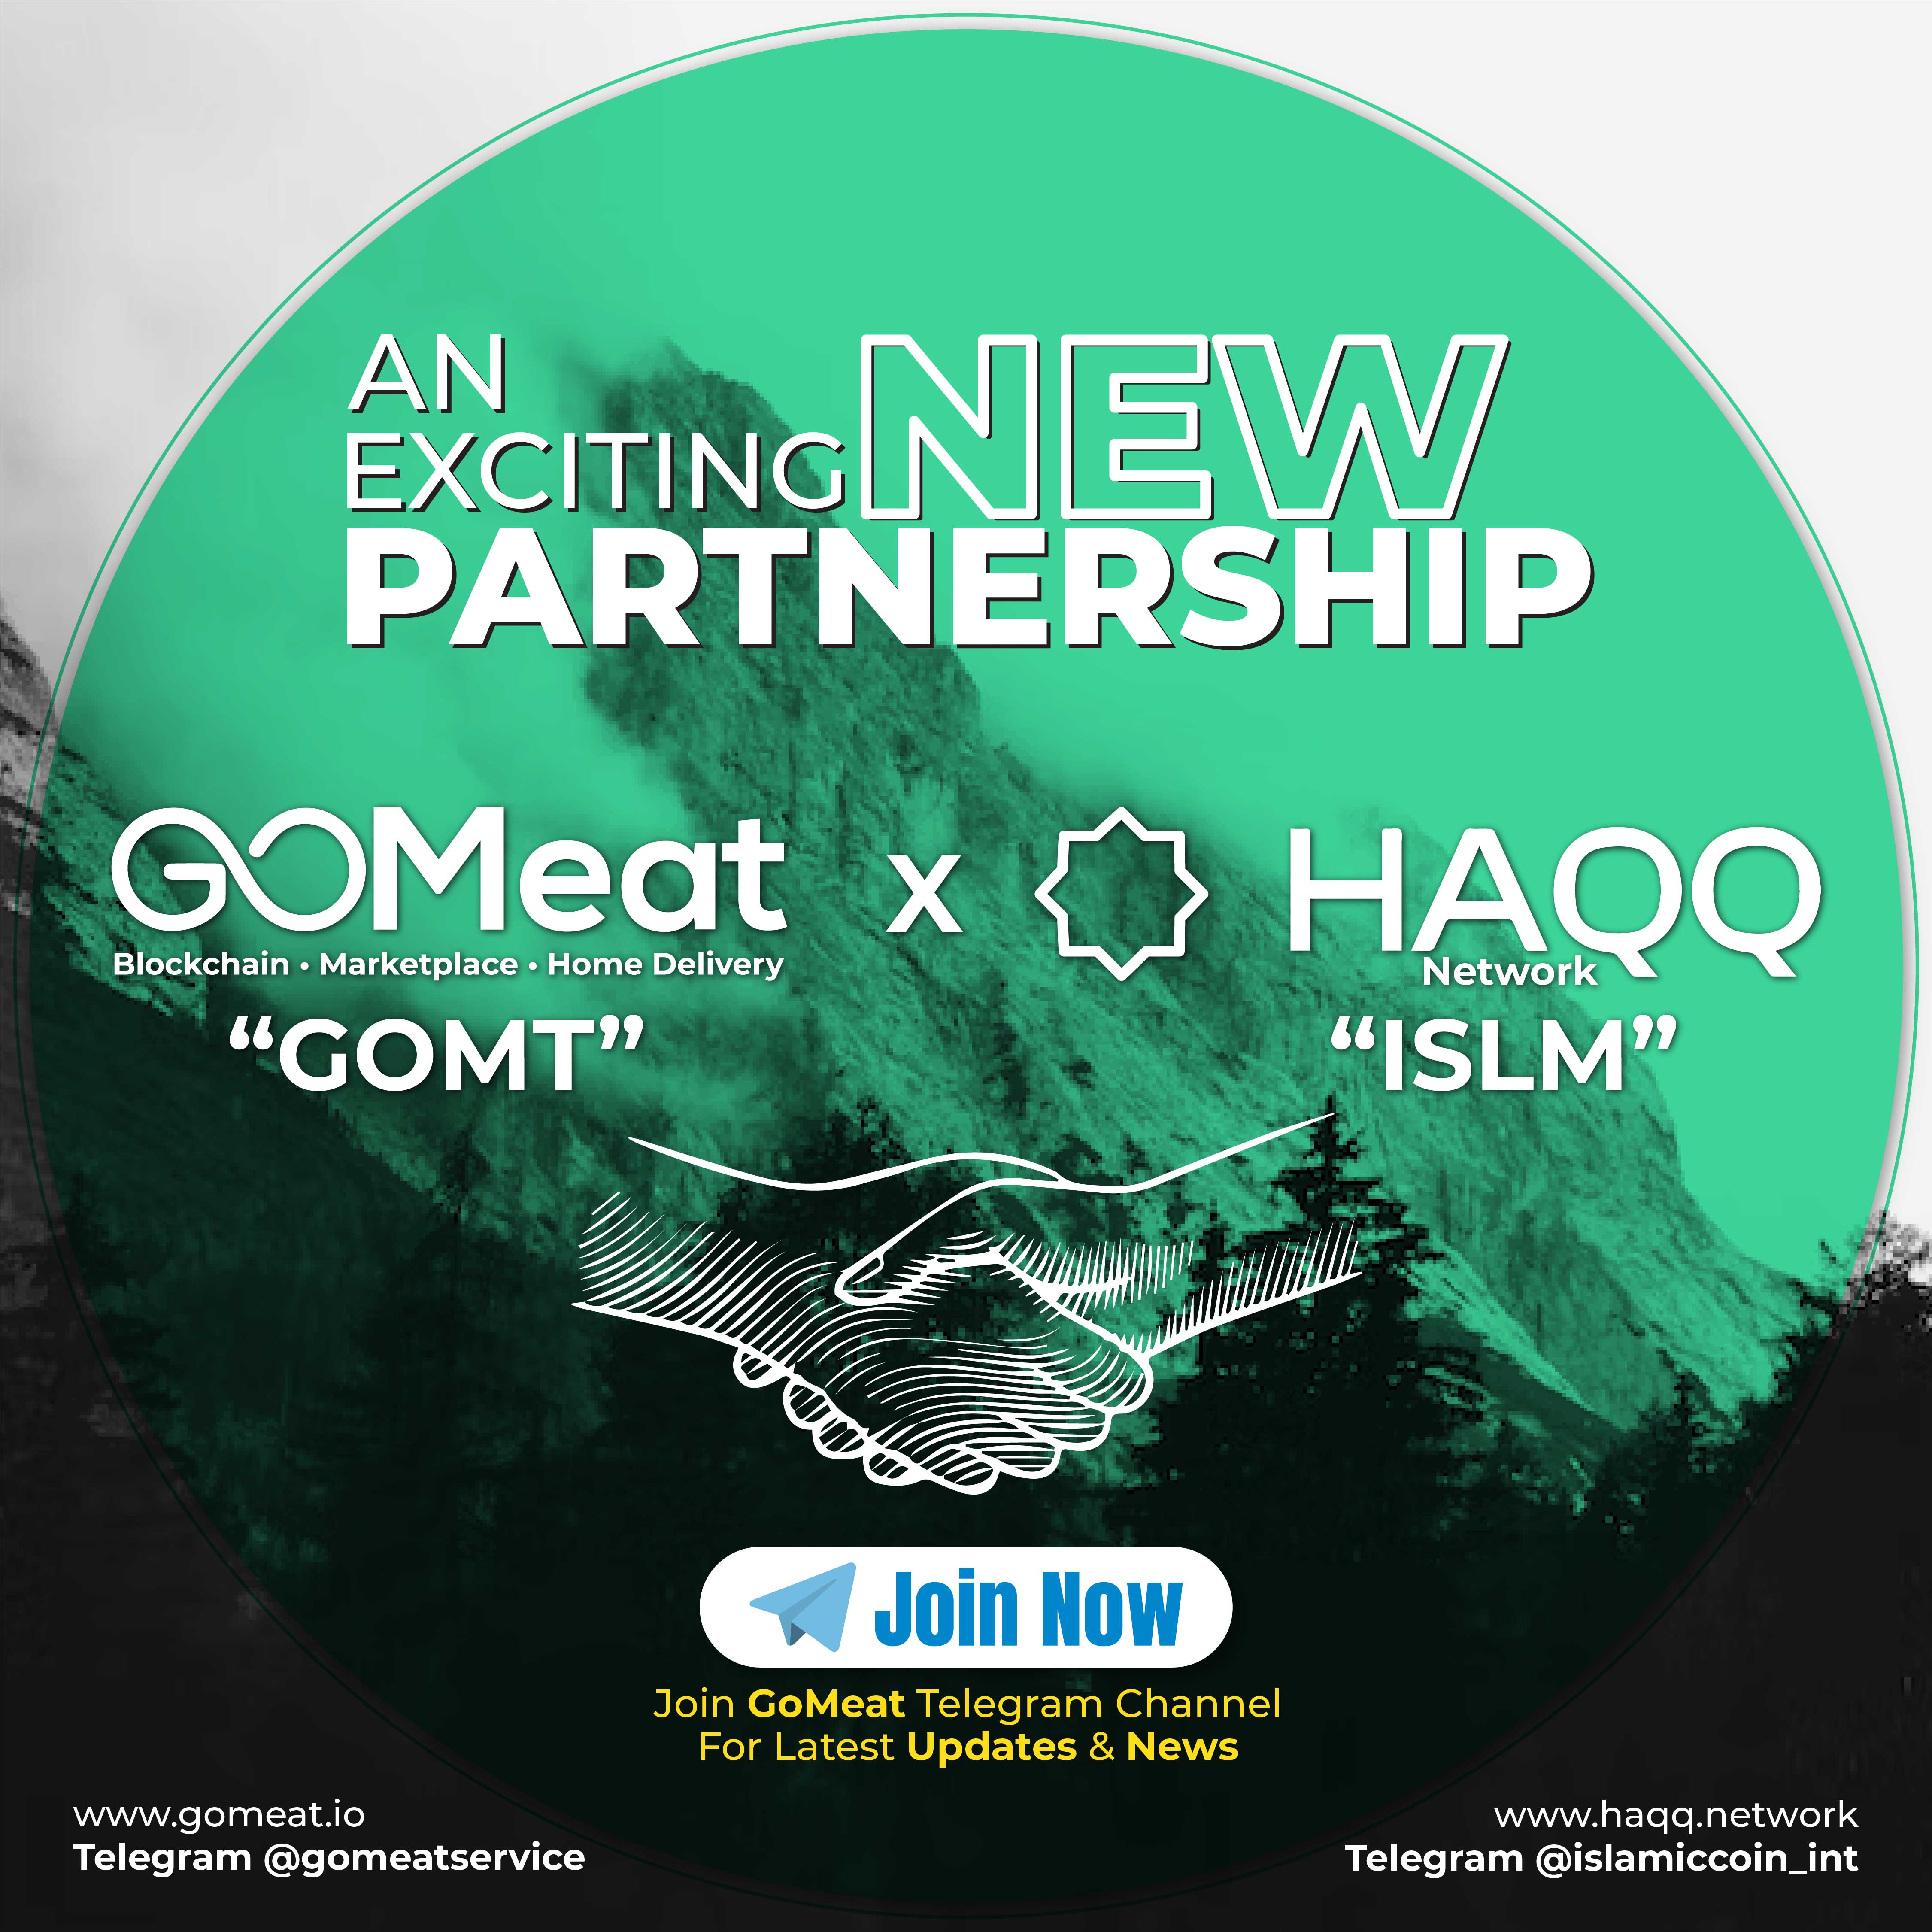 AN
EXCITING NEW
PARTNERSHIP
GOMeat x HAQQ
Blockchain • Marketplace • Home Delivery
Network
“GOMT”
“ISLM”
Join Now
Join GoMeat Telegram Channel
For Latest Updates & News
www.gomeat.io
Telegram @gomeatservice
www.haqq.network
Telegram @islamiccoin_int